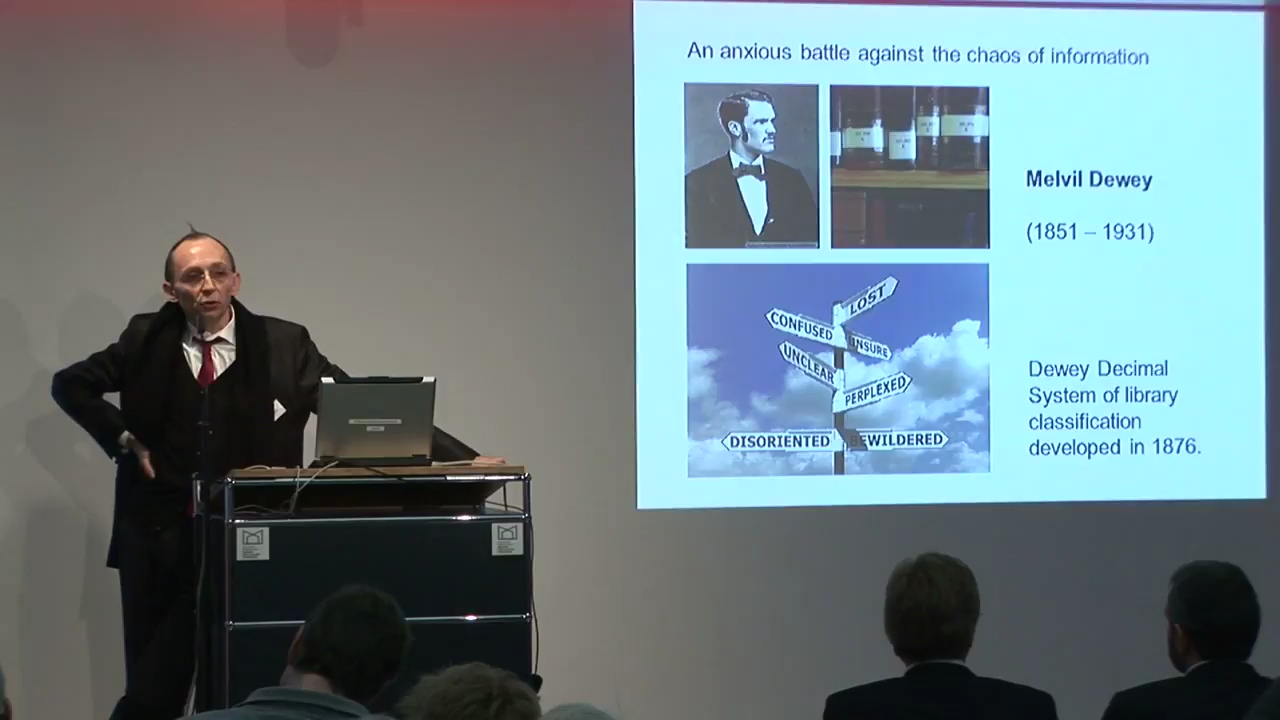 An anxious battle against the chaos of information
Melvil Dewey
(1851 – 1931)
LOST
CONFUSED
INSURE
UNCLEAR
PERPLEXED
DISORIENTED
BEWILDERED
Dewey Decimal
System of library
classification
developed in 1876.